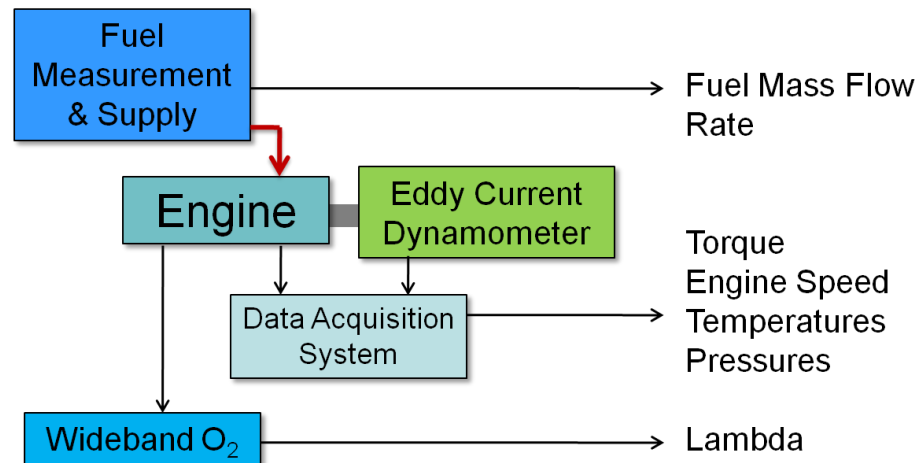 Fuel
Measurement
& Supply
Fuel Mass Flow
Rate
Engine
Eddy Current
Dynamometer
Data Acquisition
System
Torque
Engine Speed
Temperatures
Pressures
Wideband O₂
Lambda